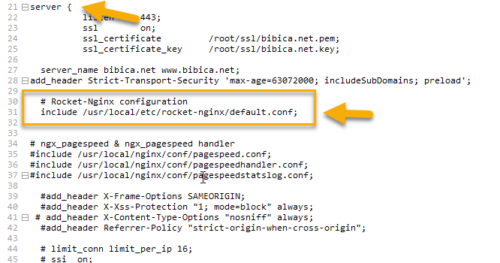 21 server {
22 listen 443;
23 ssl on;
24 ssl_certificate /root/ssl/bibica.net.pem;
25 ssl_certificate_key /root/ssl/bibica.net.key;
26
27 server_name bibica.net www.bibica.net;
28 add_header Strict-Transport-Security 'max-age=63072000; includeSubDomains; preload';
29
30 # Rocket-Nginx configuration
31 include /usr/local/etc/rocket-nginx/default.conf;
32
33
34 # ngx_pagespeed & ngx_pagespeed handler
35 #include /usr/local/nginx/conf/pagespeed.conf;
36 #include /usr/local/nginx/conf/pagespeedhandler.conf;
37 #include /usr/local/nginx/conf/pagespeedstatslog.conf;
38
39 #add_header X-Frame-Options SAMEORIGIN;
40 #add_header X-Xss-Protection "1; mode=block" always;
41 # #add_header X-Content-Type-Options "nosniff" always;
42 #add_header Referrer-Policy "strict-origin-when-cross-origin";
43
44 # limit_conn limit_per_ip 16;
45 # ssi on;